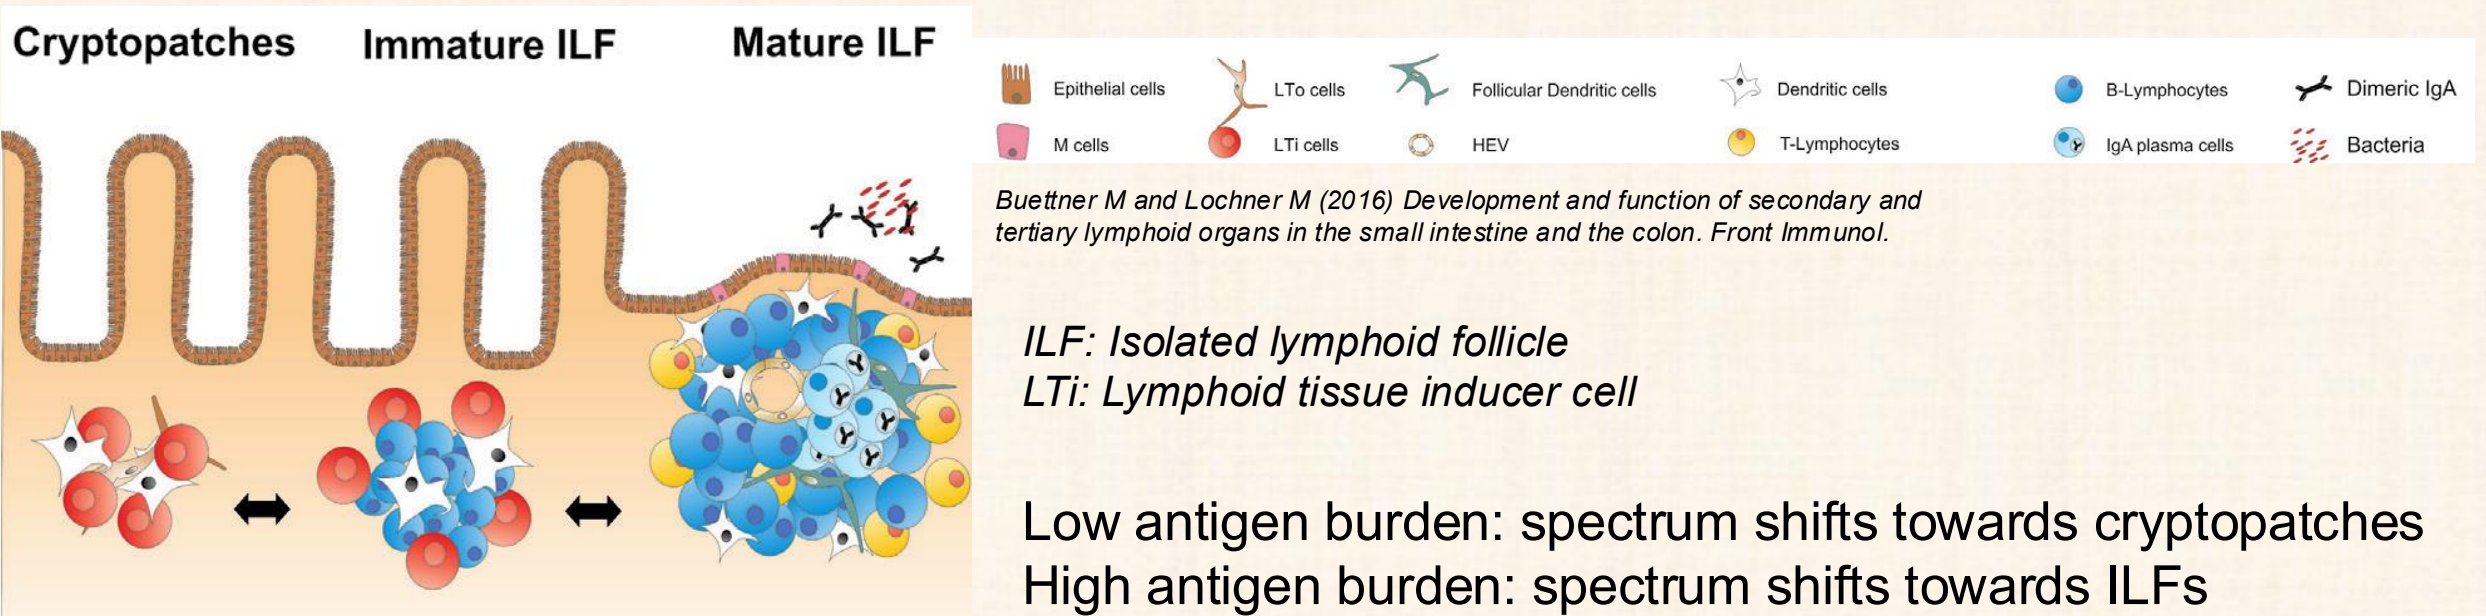 Cryptopatches Immature ILF Mature ILF
Epithelial cells LTo cells Follicular Dendritic cells Dendritic cells B-Lymphocytes Dimeric IgA
M cells LTi cells HEV T-Lymphocytes IgA plasma cells Bacteria
Buettner M and Lochner M (2016) Development and function of secondary and
tertiary lymphoid organs in the small intestine and the colon. Front Immunol.
ILF: Isolated lymphoid follicle
LTi: Lymphoid tissue inducer cell
Low antigen burden: spectrum shifts towards cryptopatches
High antigen burden: spectrum shifts towards ILFs